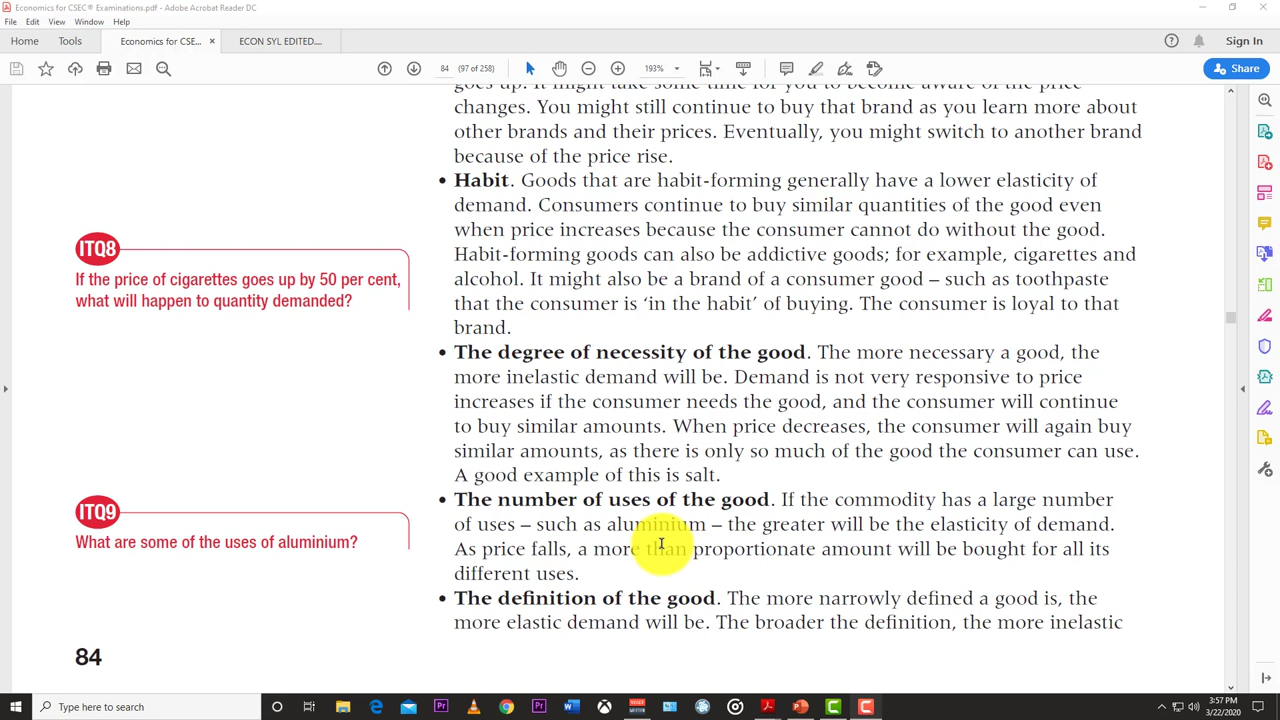 Economics for CSEC® Examinations.pdf - Adobe Acrobat Reader DC
File Edit View Window Help
Home Tools Economics for CSE... × ECON SYL EDITED.... Sign In
84 (97 of 258) 193% Share
goes up. It might take some time for you to become aware of the price
changes. You might still continue to buy that brand as you learn more about
other brands and their prices. Eventually, you might switch to another brand
because of the price rise.
• Habit. Goods that are habit-forming generally have a lower elasticity of
demand. Consumers continue to buy similar quantities of the good even
when price increases because the consumer cannot do without the good.
Habit-forming goods can also be addictive goods; for example, cigarettes and
alcohol. It might also be a brand of a consumer good – such as toothpaste
that the consumer is ‘in the habit’ of buying. The consumer is loyal to that
brand.
ITQ8
If the price of cigarettes goes up by 50 per cent,
what will happen to quantity demanded?
• The degree of necessity of the good. The more necessary a good, the
more inelastic demand will be. Demand is not very responsive to price
increases if the consumer needs the good, and the consumer will continue
to buy similar amounts. When price decreases, the consumer will again buy
similar amounts, as there is only so much of the good the consumer can use.
A good example of this is salt.
• The number of uses of the good. If the commodity has a large number
of uses – such as aluminium – the greater will be the elasticity of demand.
As price falls, a more than proportionate amount will be bought for all its
different uses.
ITQ9
What are some of the uses of aluminium?
• The definition of the good. The more narrowly defined a good is, the
more elastic demand will be. The broader the definition, the more inelastic
84
Type here to search
3:57 PM
3/22/2020